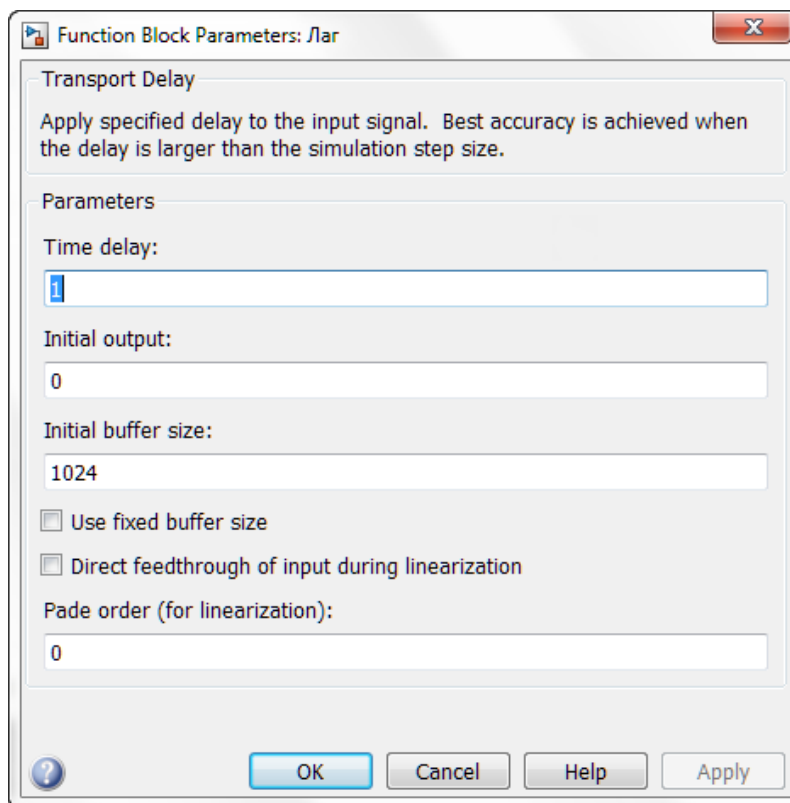 Function Block Parameters: Лаг
Transport Delay
Apply specified delay to the input signal.  Best accuracy is achieved when
the delay is larger than the simulation step size.
Parameters
Time delay:
1
Initial output:
0
Initial buffer size:
1024
Use fixed buffer size
Direct feedthrough of input during linearization
Pade order (for linearization):
0
OK Cancel Help Apply